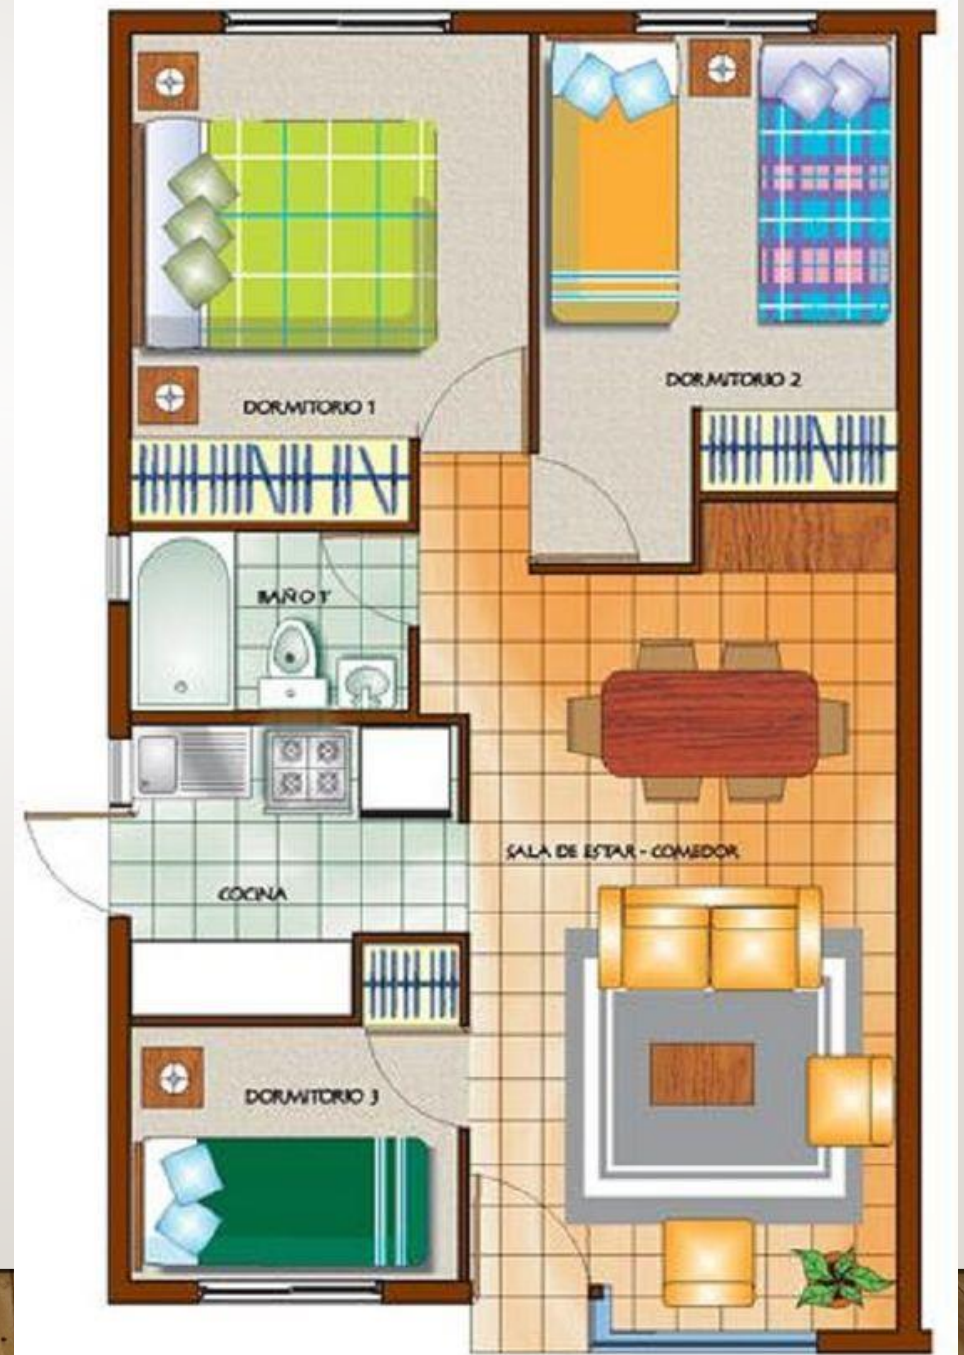 DORMITORIO 1
DORMITORIO 2
BAÑO 1
SALA DE ESTAR - COMEDOR
COCINA
DORMITORIO 3